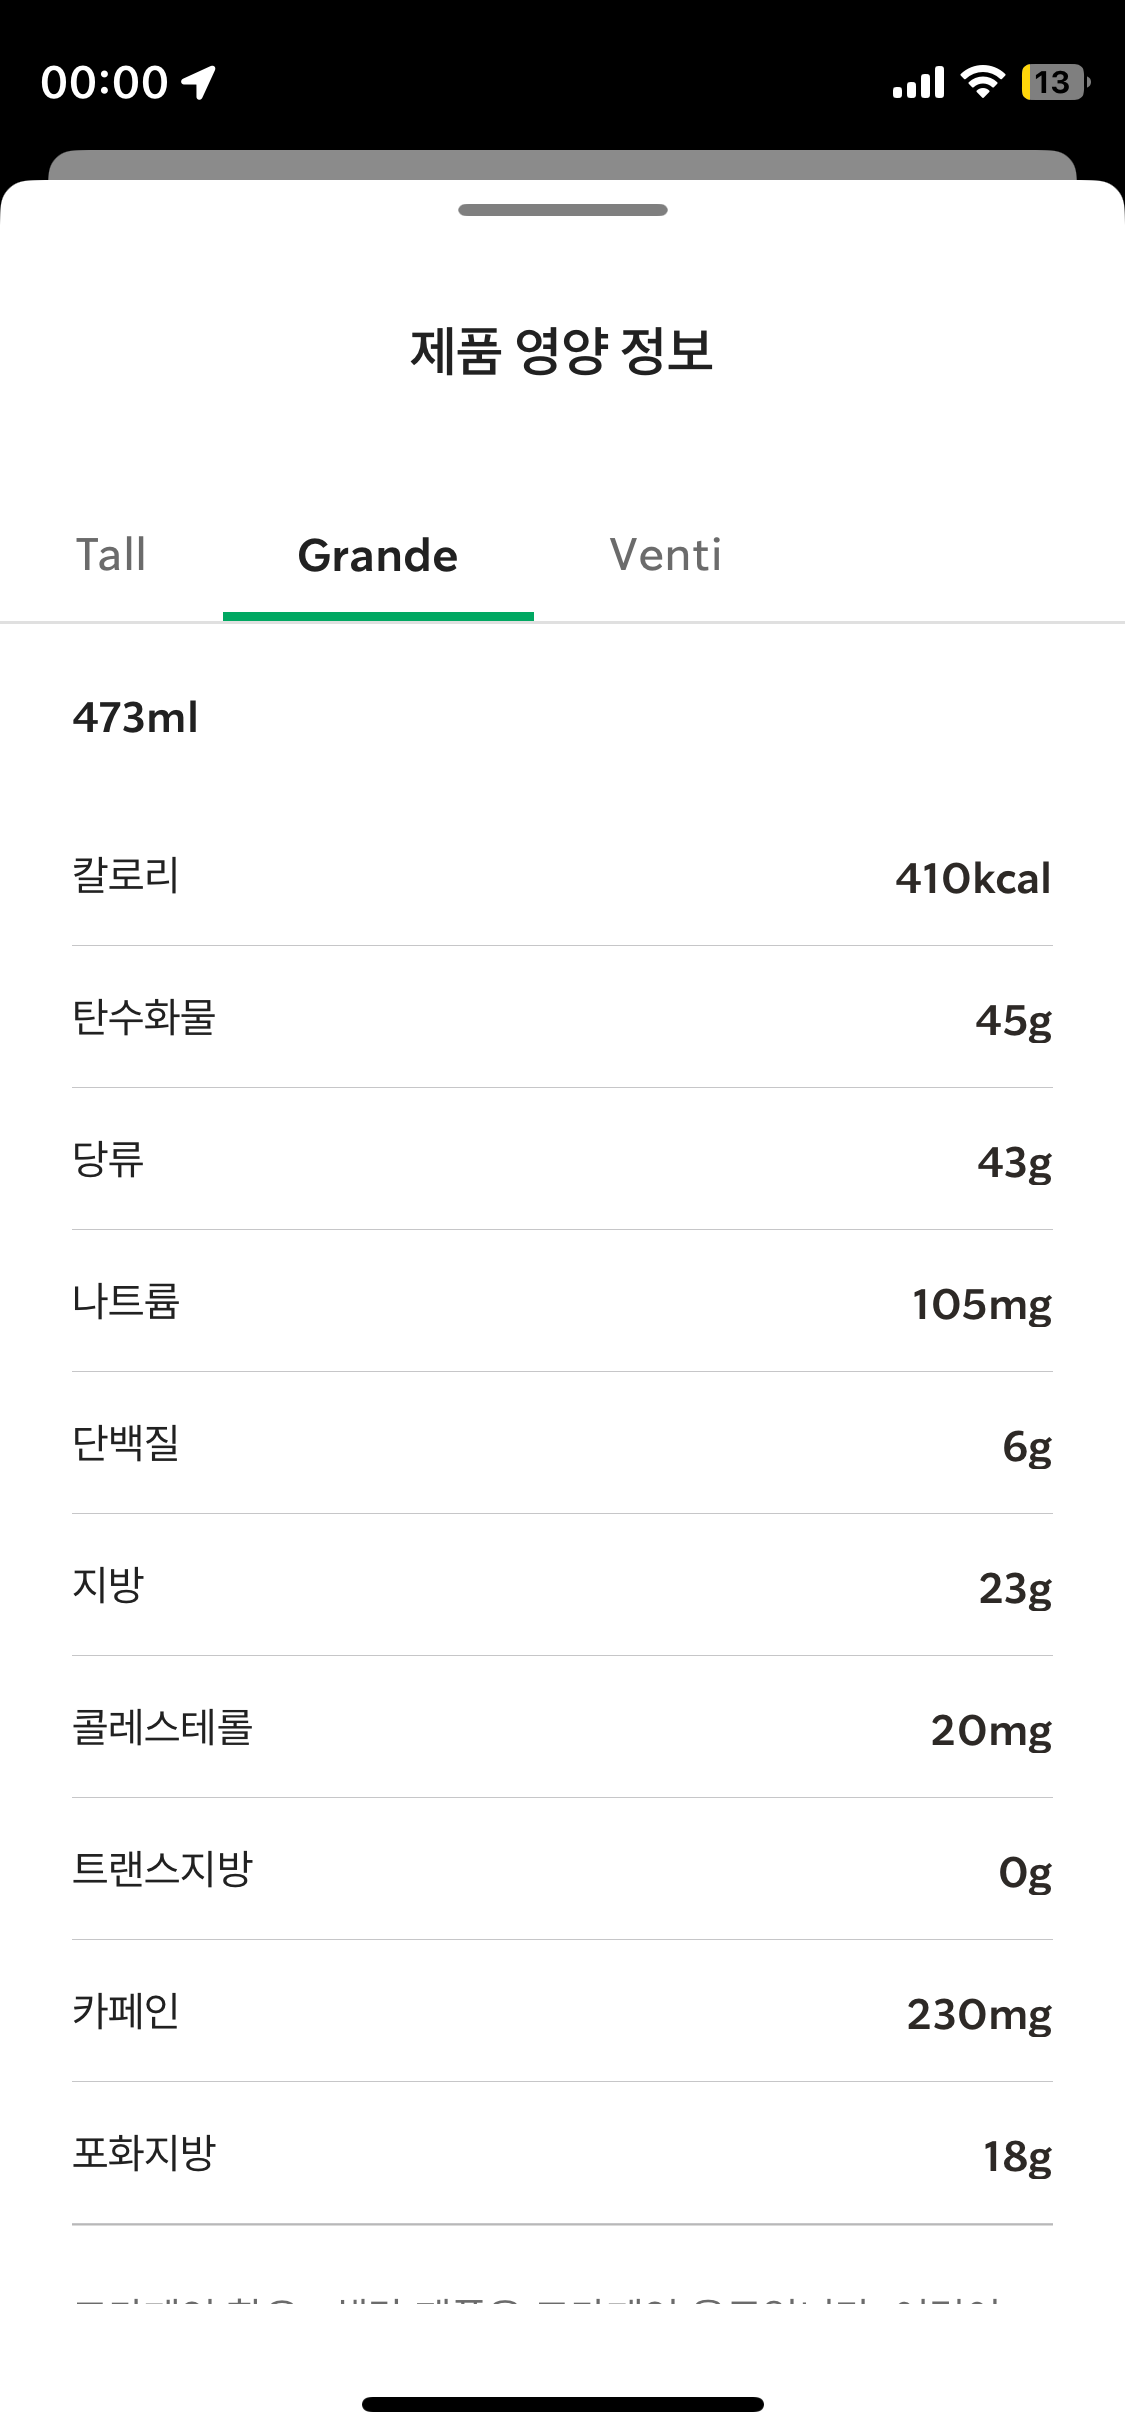 00:00
13
제품 영양 정보
Tall Grande Venti
473ml
칼로리 410kcal
탄수화물 45g
당류 43g
나트륨 105mg
단백질 6g
지방 23g
콜레스테롤 20mg
트랜스지방 0g
카페인 230mg
포화지방 18g